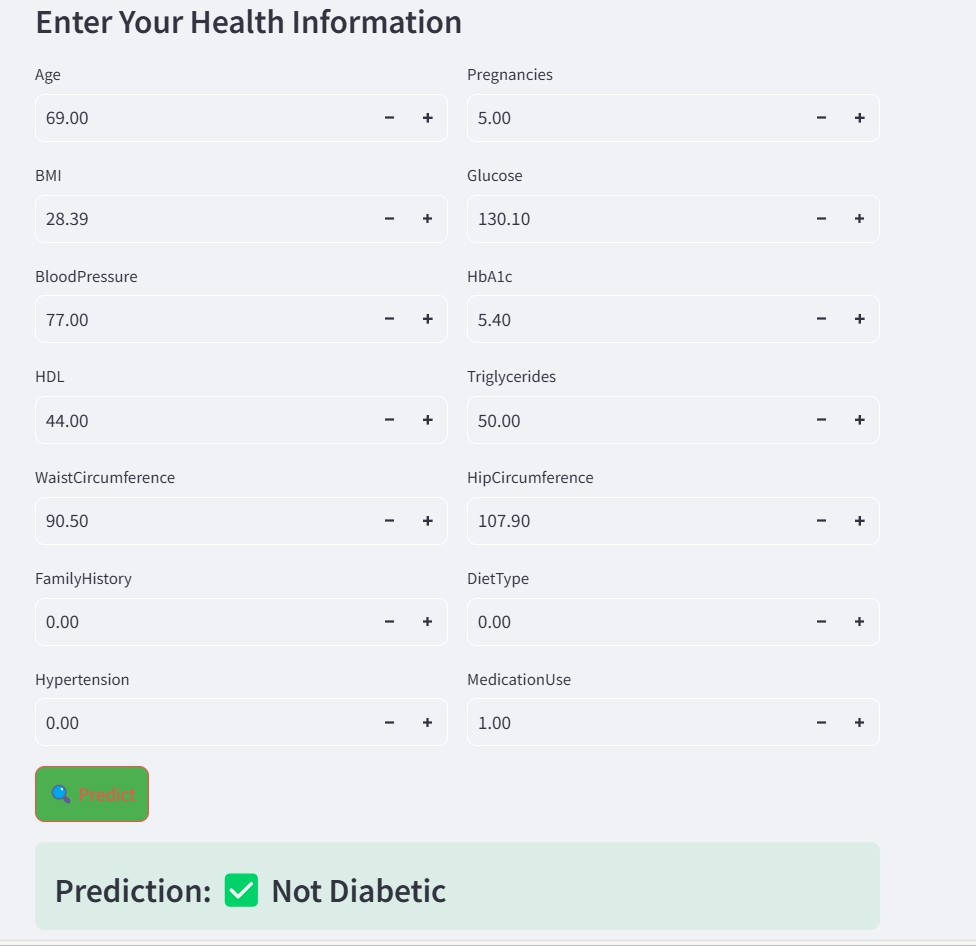 Enter Your Health Information
Age Pregnancies
69.00 − + 5.00 − +
BMI Glucose
28.39 − + 130.10 − +
BloodPressure HbA1c
77.00 − + 5.40 − +
HDL Triglycerides
44.00 − + 50.00 − +
WaistCircumference HipCircumference
90.50 − + 107.90 − +
FamilyHistory DietType
0.00 − + 0.00 − +
Hypertension MedicationUse
0.00 − + 1.00 − +
🔍 Predict
Prediction: ✅ Not Diabetic